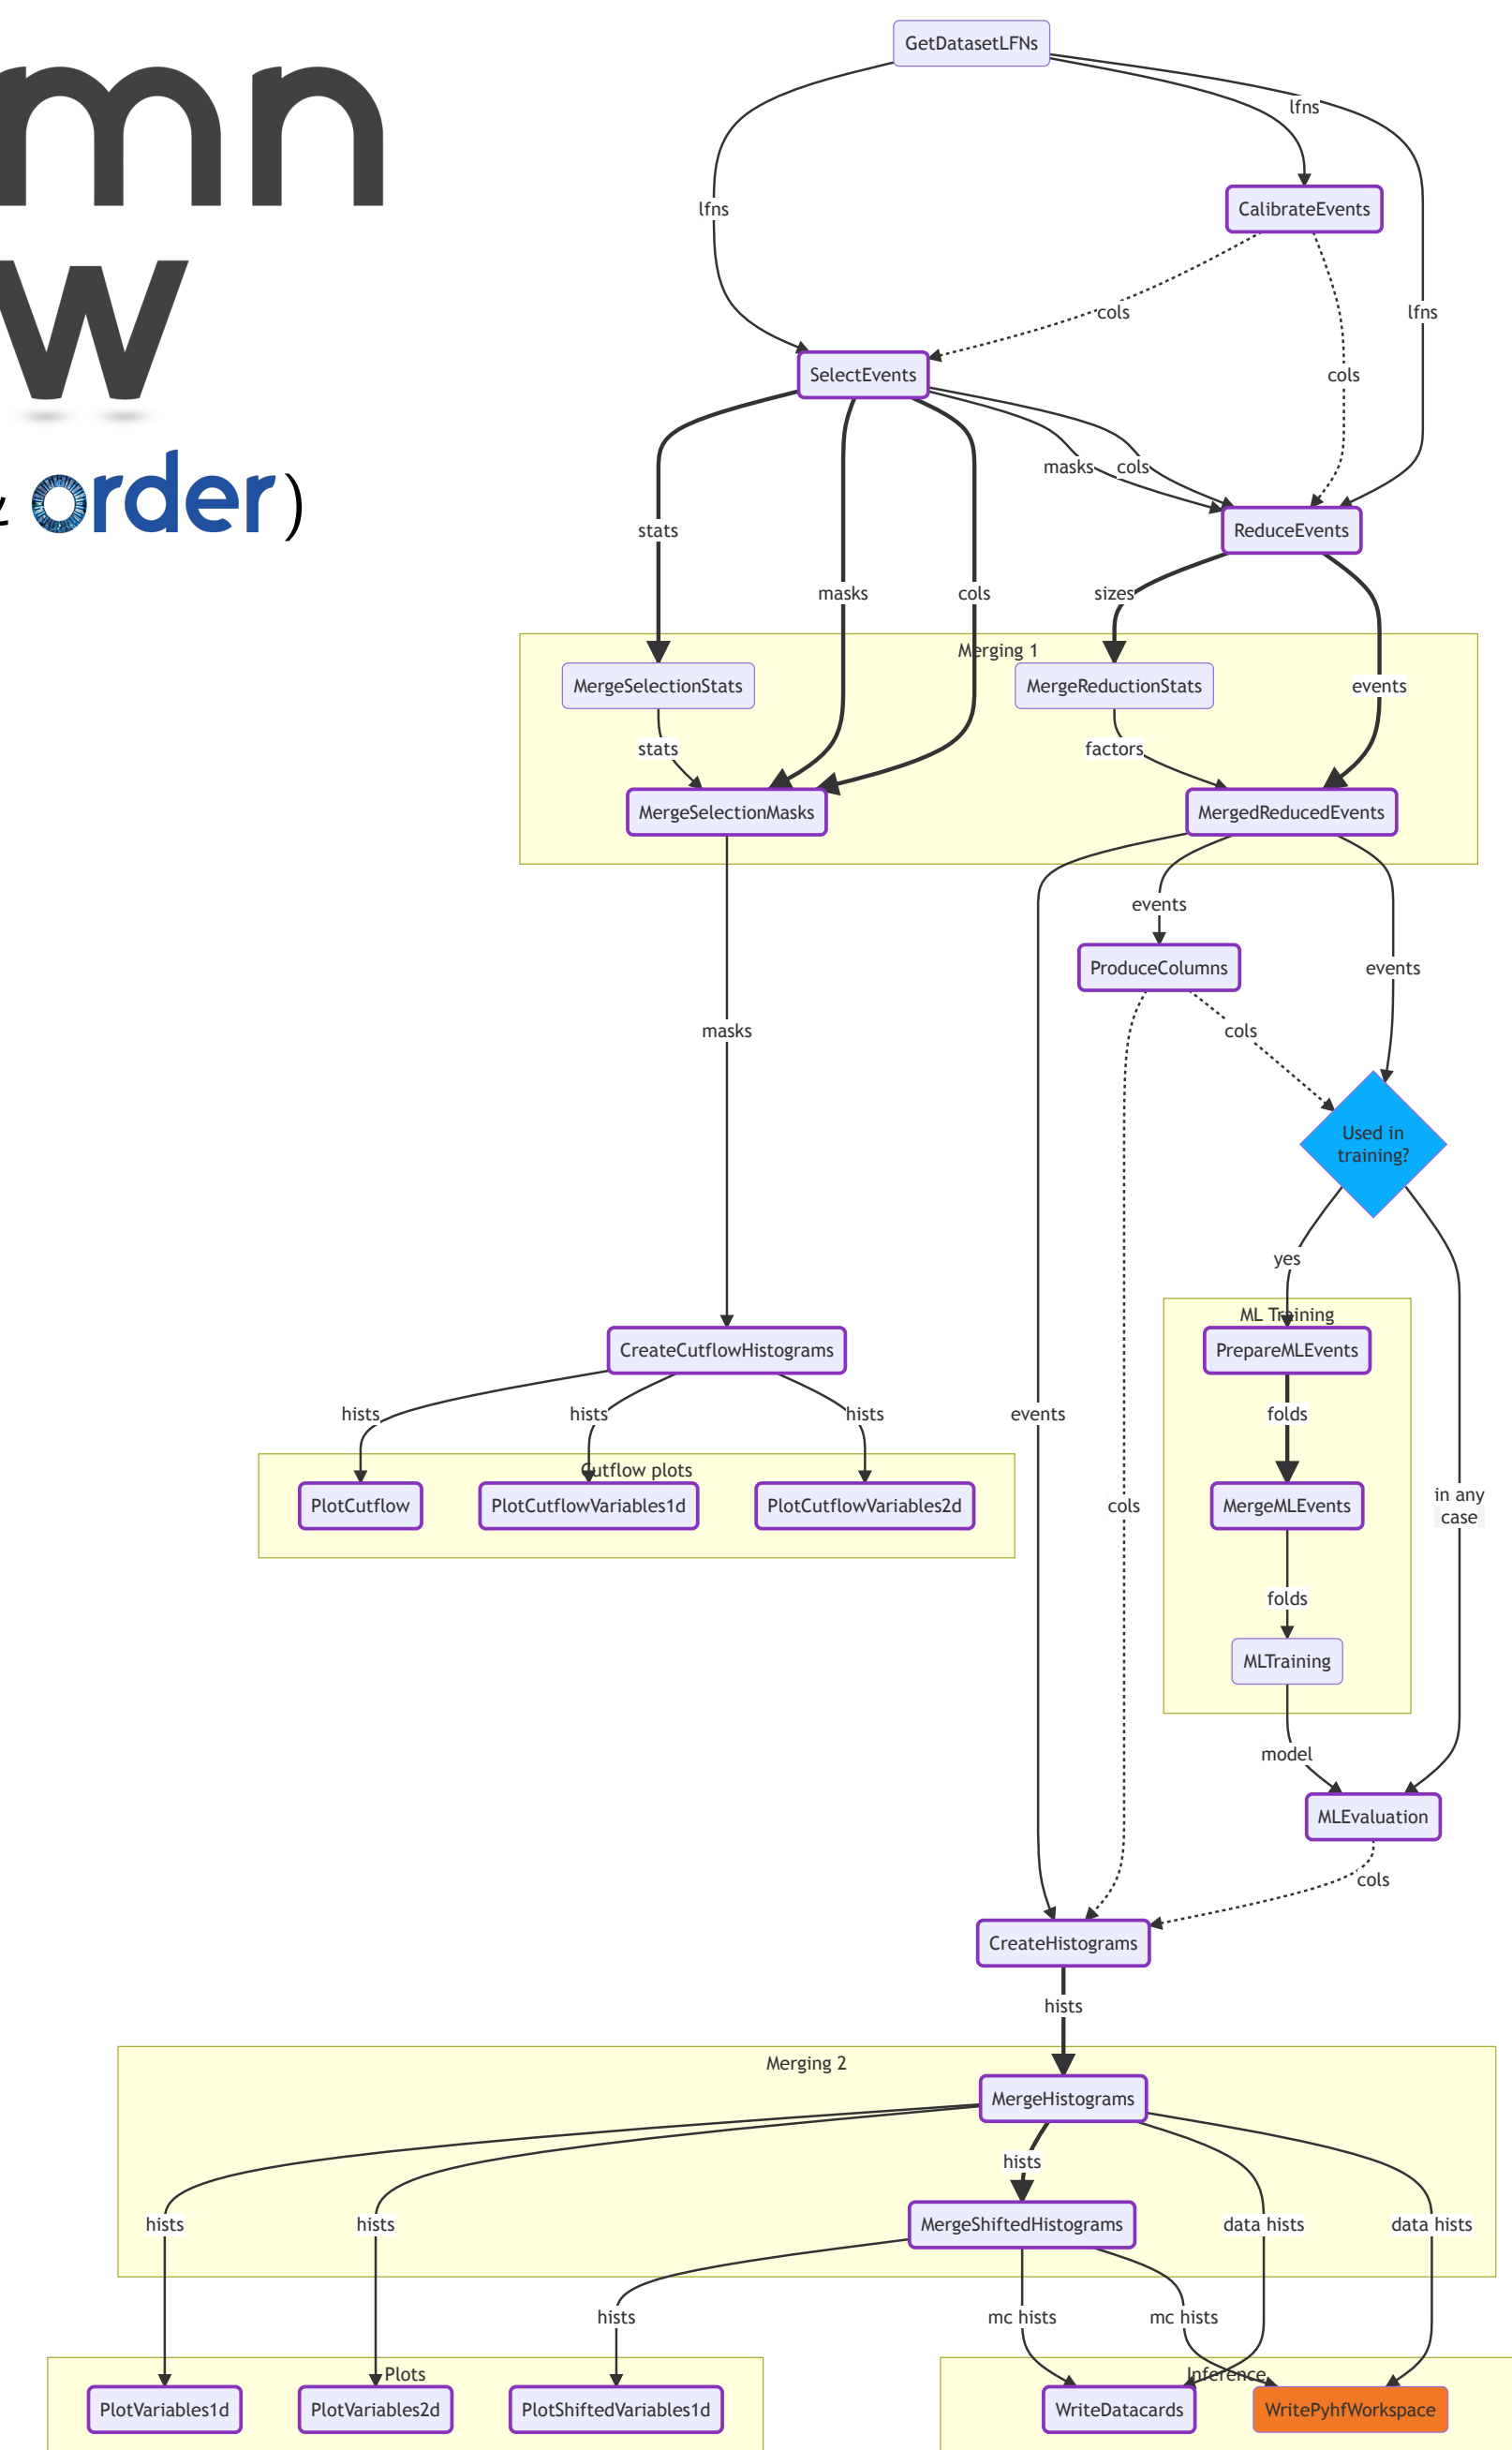 mn
w
& order)
GetDatasetLFNs
lfns
CalibrateEvents
lfns
cols
lfns
SelectEvents
cols
masks
cols
ReduceEvents
stats
masks
cols
sizes
Merging 1
MergeSelectionStats
MergeReductionStats
events
stats
factors
MergeSelectionMasks
MergedReducedEvents
events
ProduceColumns
events
masks
cols
Used in
training?
yes
ML Training
CreateCutflowHistograms
PrepareMLEvents
hists
hists
hists
events
folds
Cutflow plots
PlotCutflow
PlotCutflowVariables1d
PlotCutflowVariables2d
cols
MergeMLEvents
in any
case
folds
MLTraining
model
MLEvaluation
cols
CreateHistograms
hists
Merging 2
MergeHistograms
hists
hists
hists
MergeShiftedHistograms
data hists
data hists
hists
mc hists
mc hists
Plots
Inference
PlotVariables1d
PlotVariables2d
PlotShiftedVariables1d
WriteDatacards
WritePyhfWorkspace